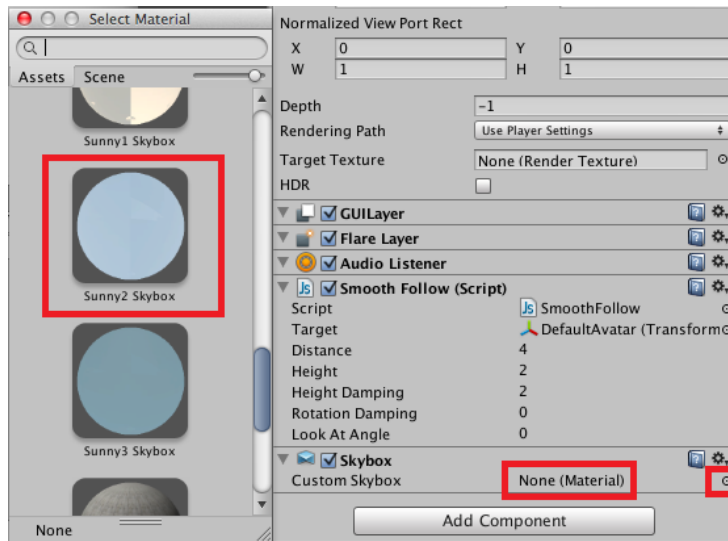 Select Material
Assets Scene
Sunny1 Skybox
Sunny2 Skybox
Sunny3 Skybox
None
Normalized View Port Rect
X 0 Y 0
W 1 H 1
Depth -1
Rendering Path Use Player Settings
Target Texture None (Render Texture)
HDR
GUILayer
Flare Layer
Audio Listener
Js Smooth Follow (Script)
Script Js SmoothFollow
Target DefaultAvatar (Transform
Distance 4
Height 2
Height Damping 2
Rotation Damping 0
Look At Angle 0
Skybox
Custom Skybox None (Material)
Add Component